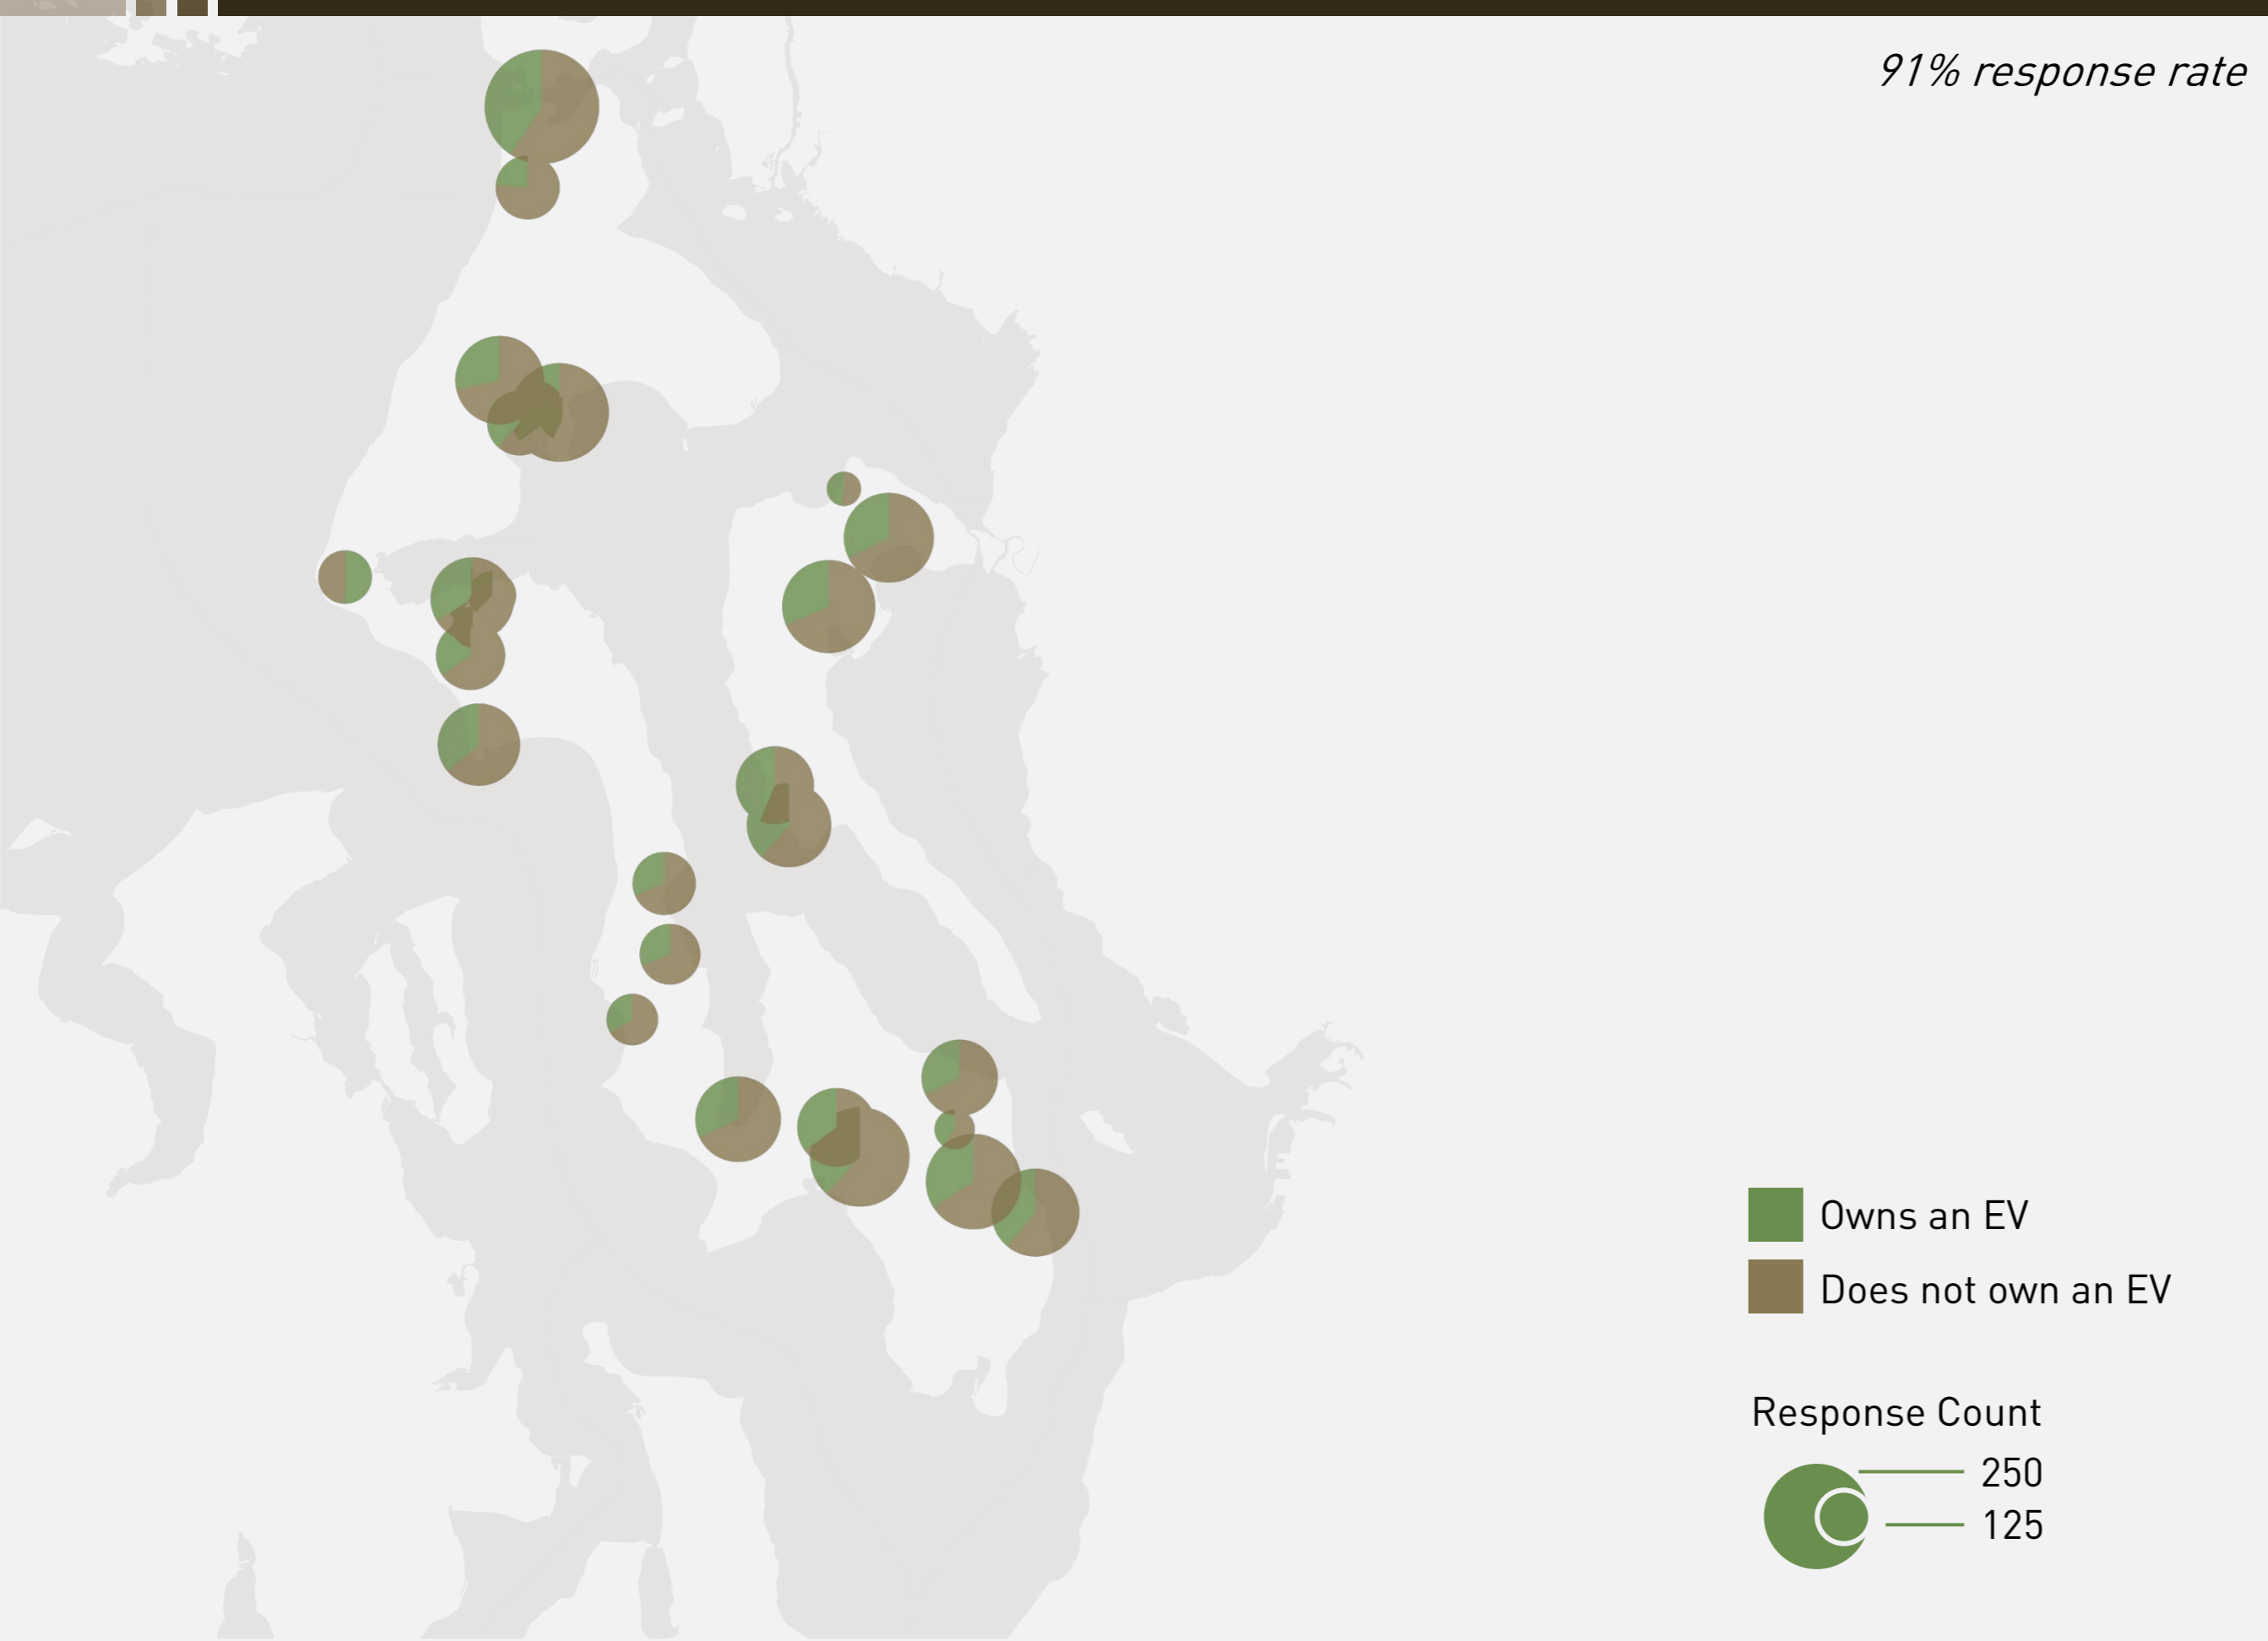 91% response rate
Owns an EV
Does not own an EV
Response Count
250
125